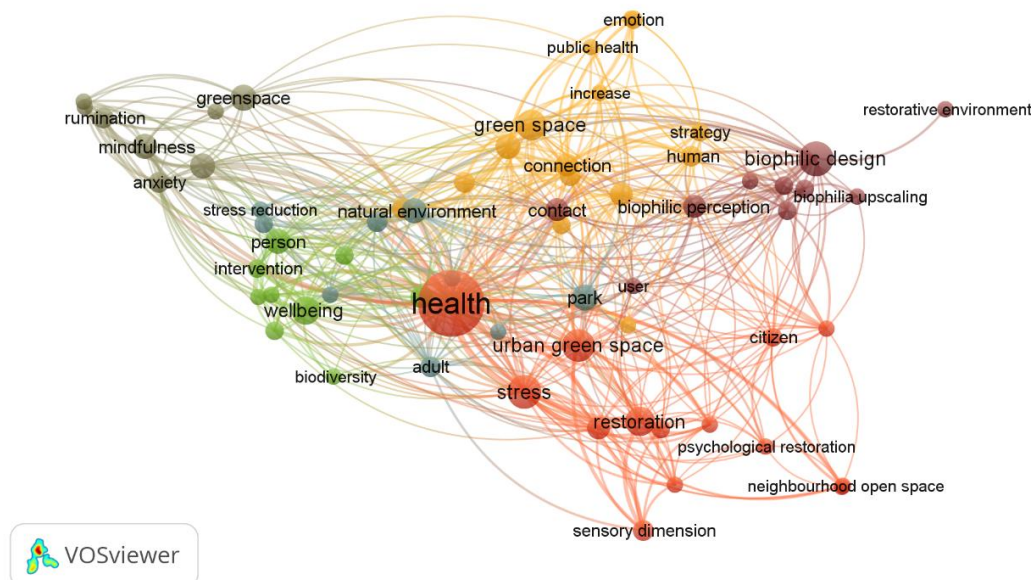 emotion
public health
greenspace
increase
restorative environment
rumination
green space
strategy
mindfulness
human
biophilic design
connection
anxiety
biophilia upscaling
stress reduction
natural environment
contact
biophilic perception
person
intervention
user
health
park
wellbeing
citizen
urban green space
adult
biodiversity
stress
restoration
psychological restoration
neighbourhood open space
sensory dimension
VOSviewer